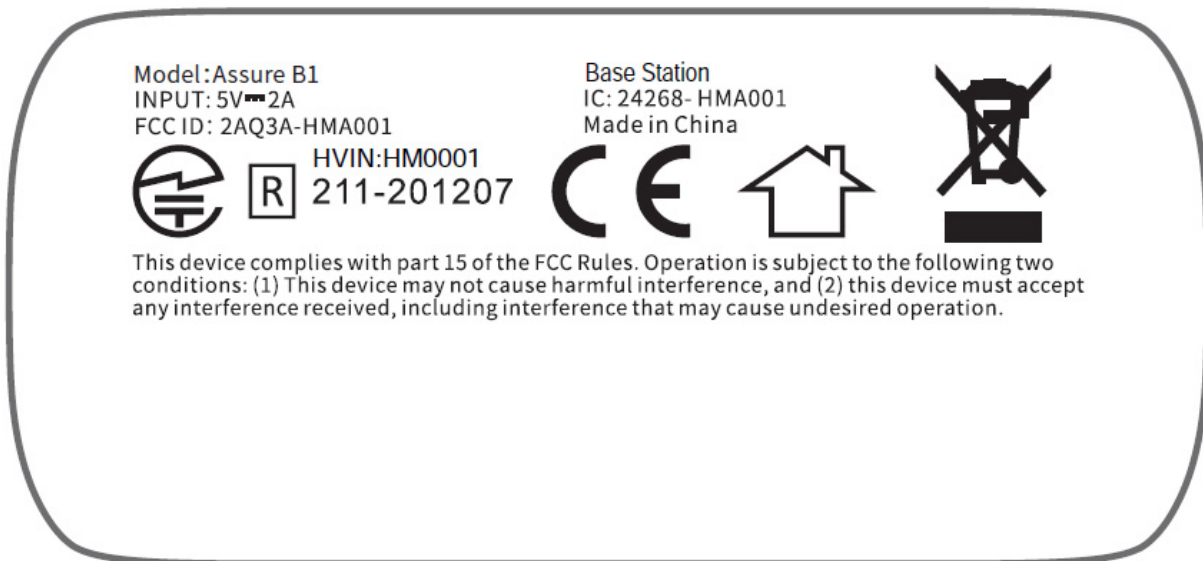 Model:Assure B1
INPUT: 5V⎓2A
FCC ID: 2AQ3A-HMA001
Base Station
IC: 24268- HMA001
Made in China
R
HVIN:HM0001
211-201207
CE
This device complies with part 15 of the FCC Rules. Operation is subject to the following two
conditions: (1) This device may not cause harmful interference, and (2) this device must accept
any interference received, including interference that may cause undesired operation.